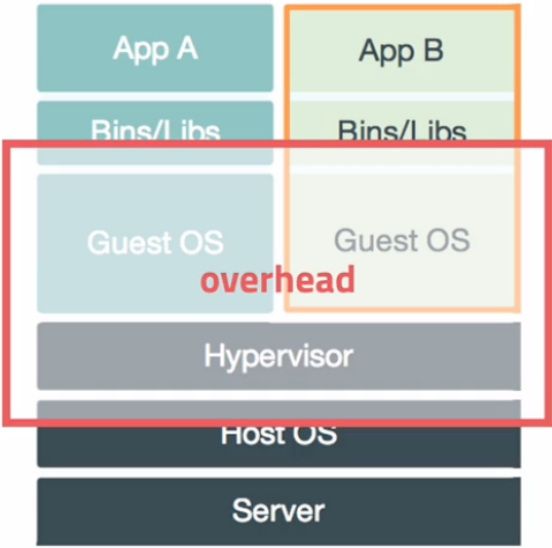 App A
App B
Bins/Libs
Bins/Libs
Guest OS
Guest OS
overhead
Hypervisor
Host OS
Server